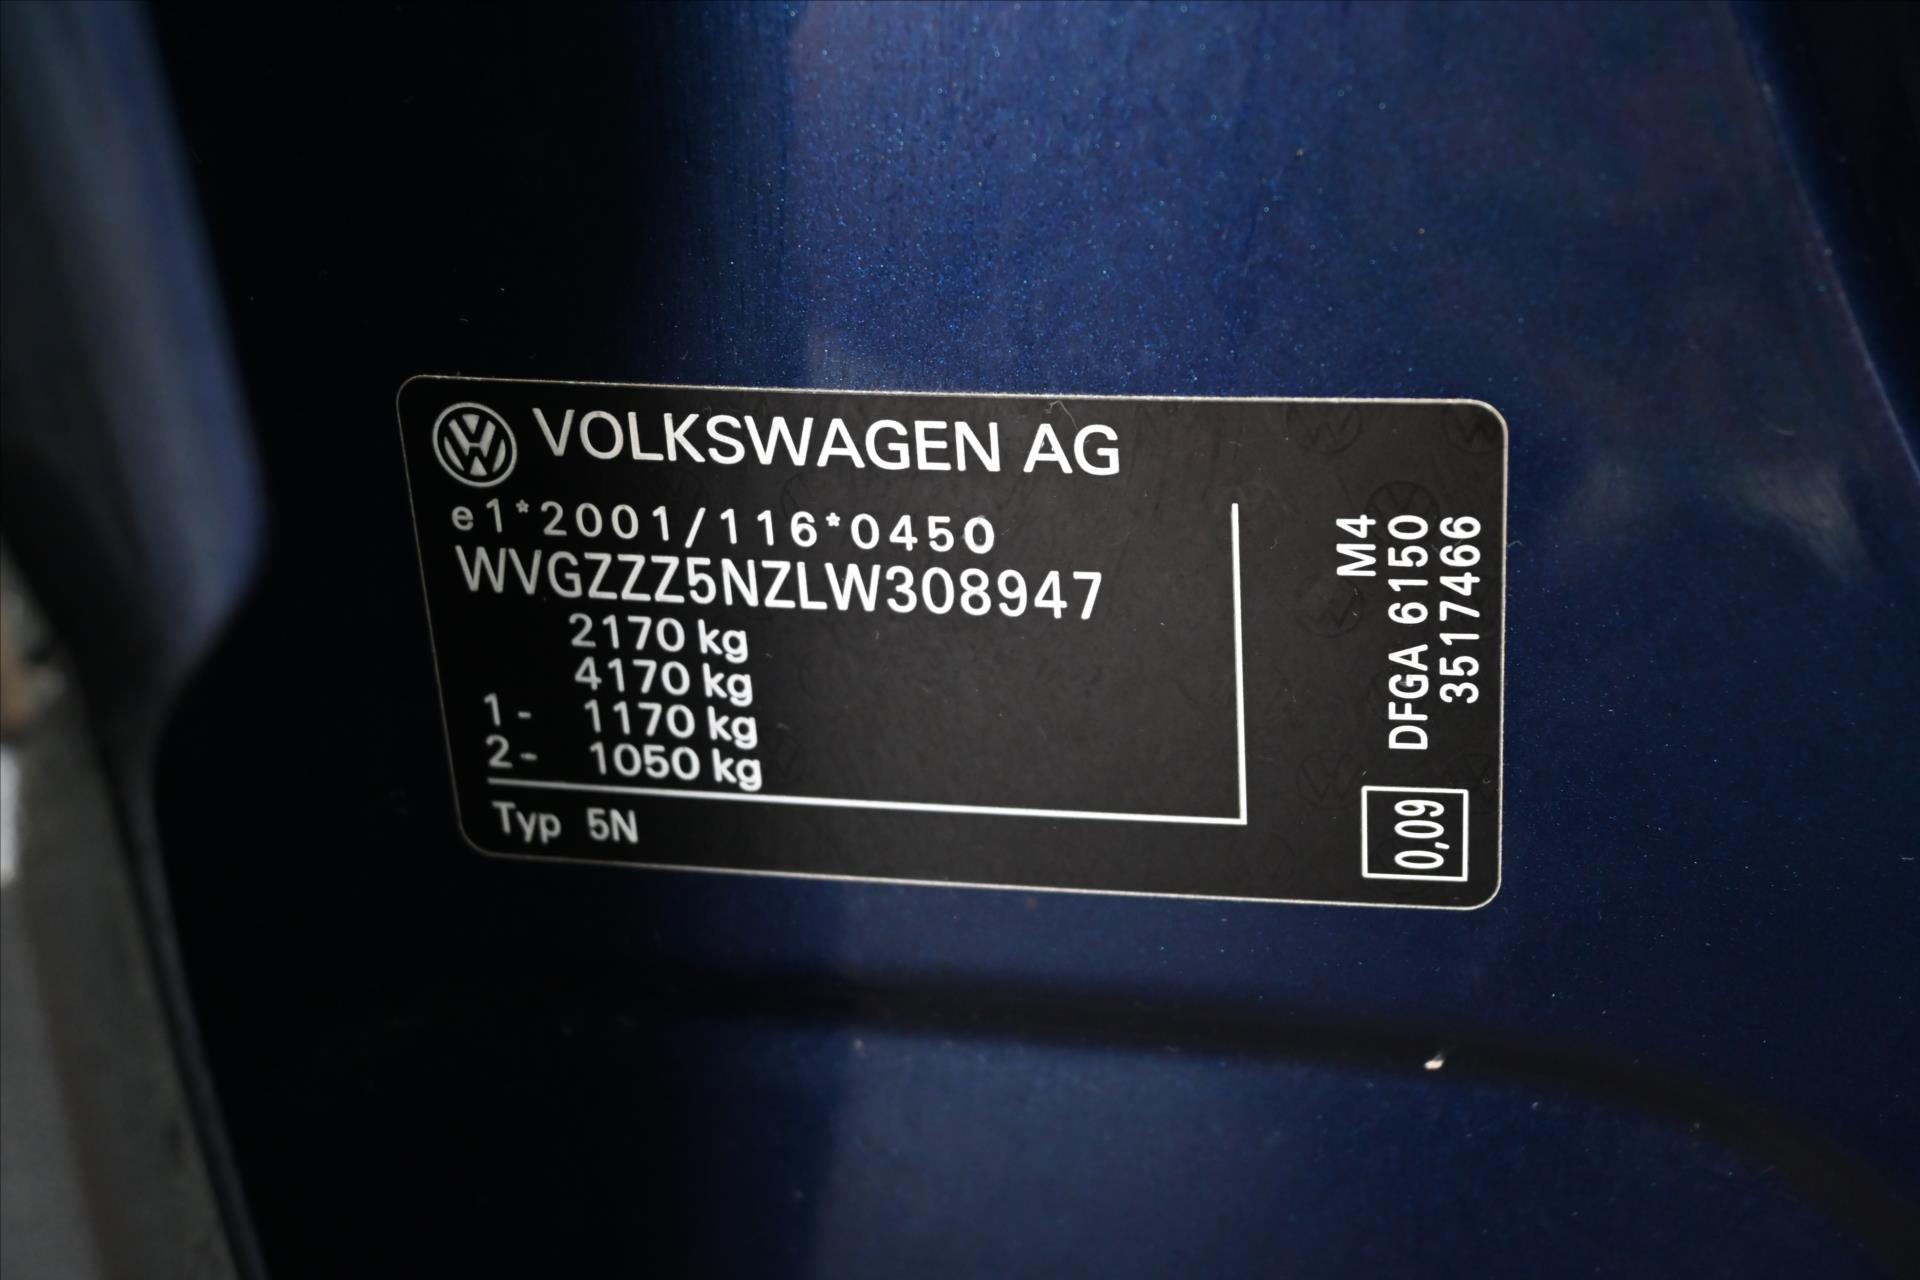 VOLKSWAGEN AG
e1*2001/116*0450
WVGZZZ5NZLW308947
2170 kg
4170 kg
1- 1170 kg
2- 1050 kg
Typ 5N
M4
DFGA 6150
3517466
0,09